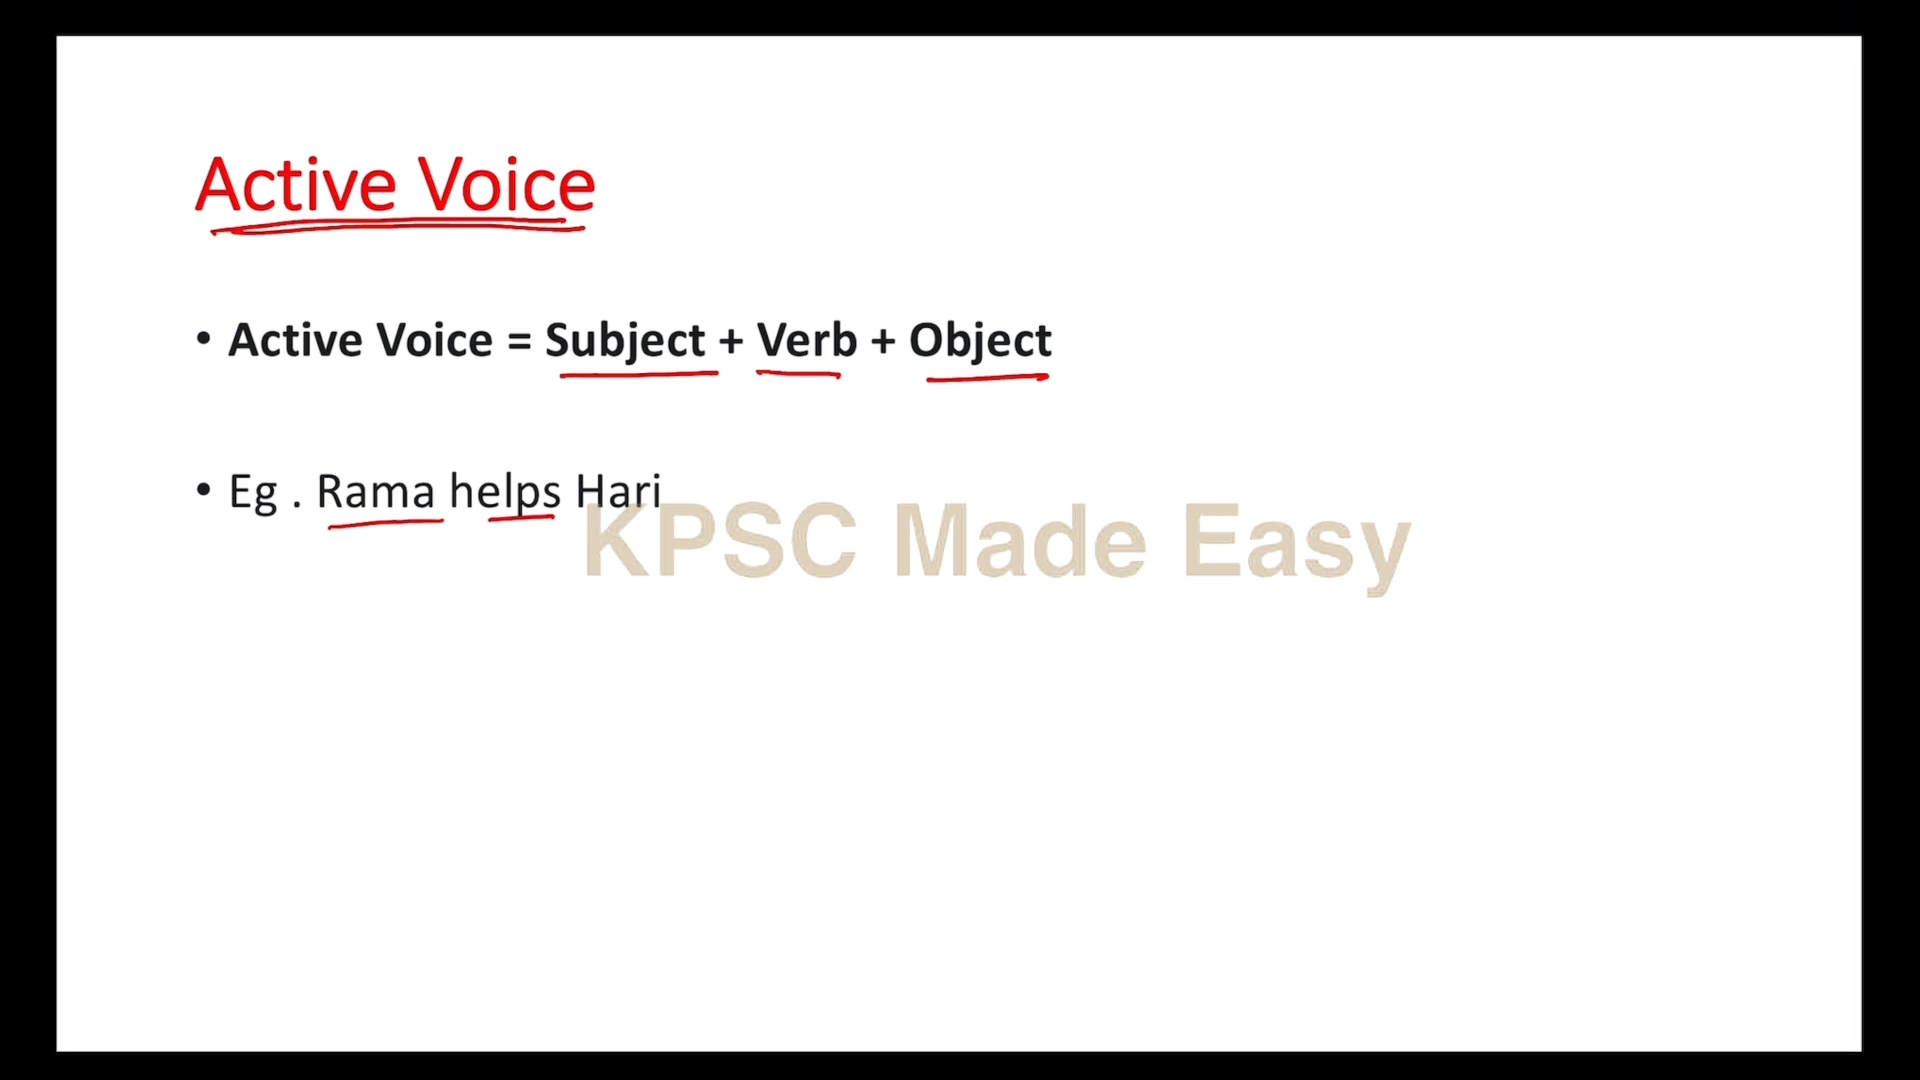 Active Voice
• Active Voice = Subject + Verb + Object
• Eg . Rama helps Hari
KPSC Made Easy